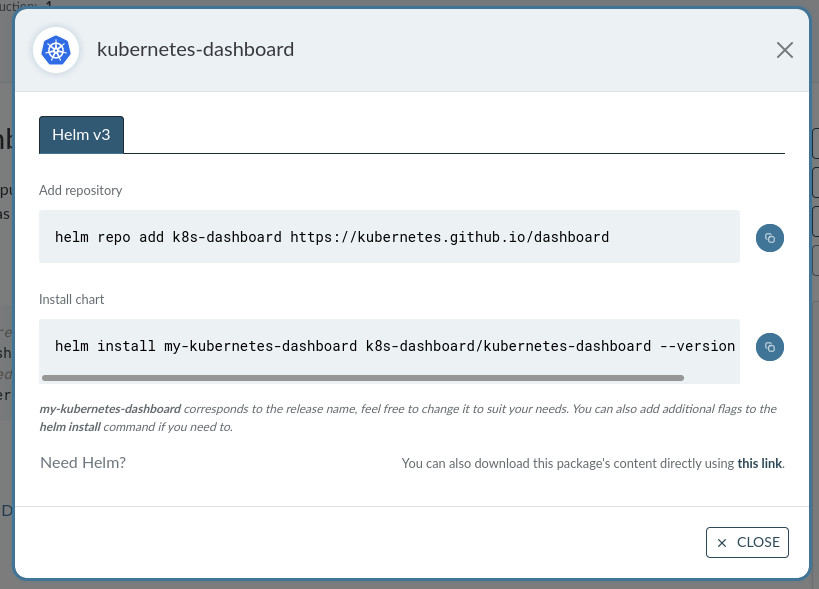 uction: 1
kubernetes-dashboard
Helm v3
Add repository
helm repo add k8s-dashboard https://kubernetes.github.io/dashboard
Install chart
helm install my-kubernetes-dashboard k8s-dashboard/kubernetes-dashboard --version
my-kubernetes-dashboard corresponds to the release name, feel free to change it to suit your needs. You can also add additional flags to the
helm install command if you need to.
Need Helm?
You can also download this package's content directly using this link.
CLOSE